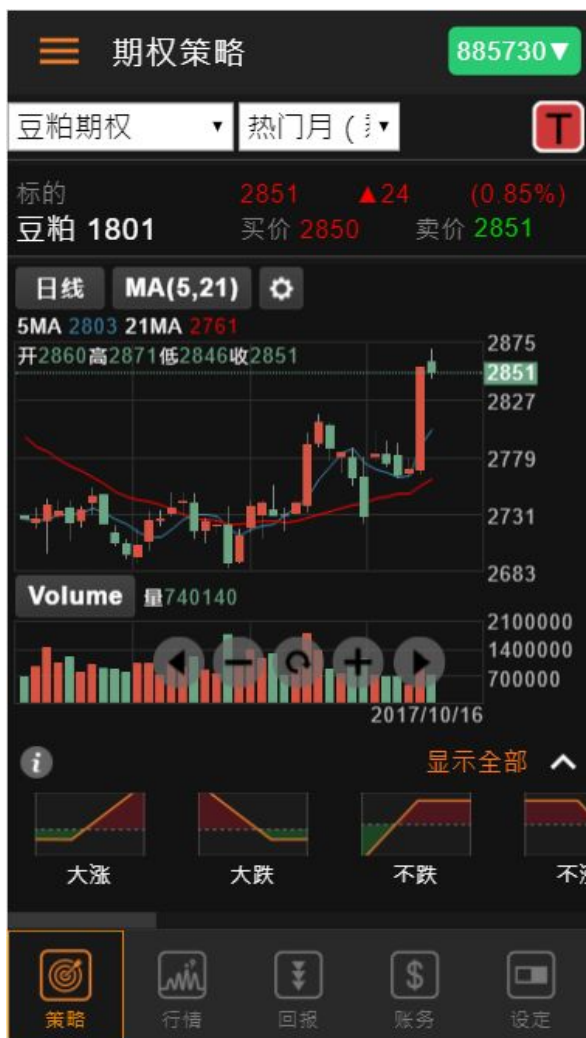 期权策略 885730▼
豆粕期权 ▼ 热门月 ( ▼ T
标的 2851 ▲24 (0.85%)
豆粕 1801 买价 2850 卖价 2851
日线 MA(5,21)
5MA 2803 21MA 2761
开2860高2871低2846收2851
2875
2851
2827
2779
2731
2683
Volume 量740140
2100000
1400000
700000
2017/10/16
i 显示全部
大涨 大跌 不跌 不
策略 行情 回报 账务 设定